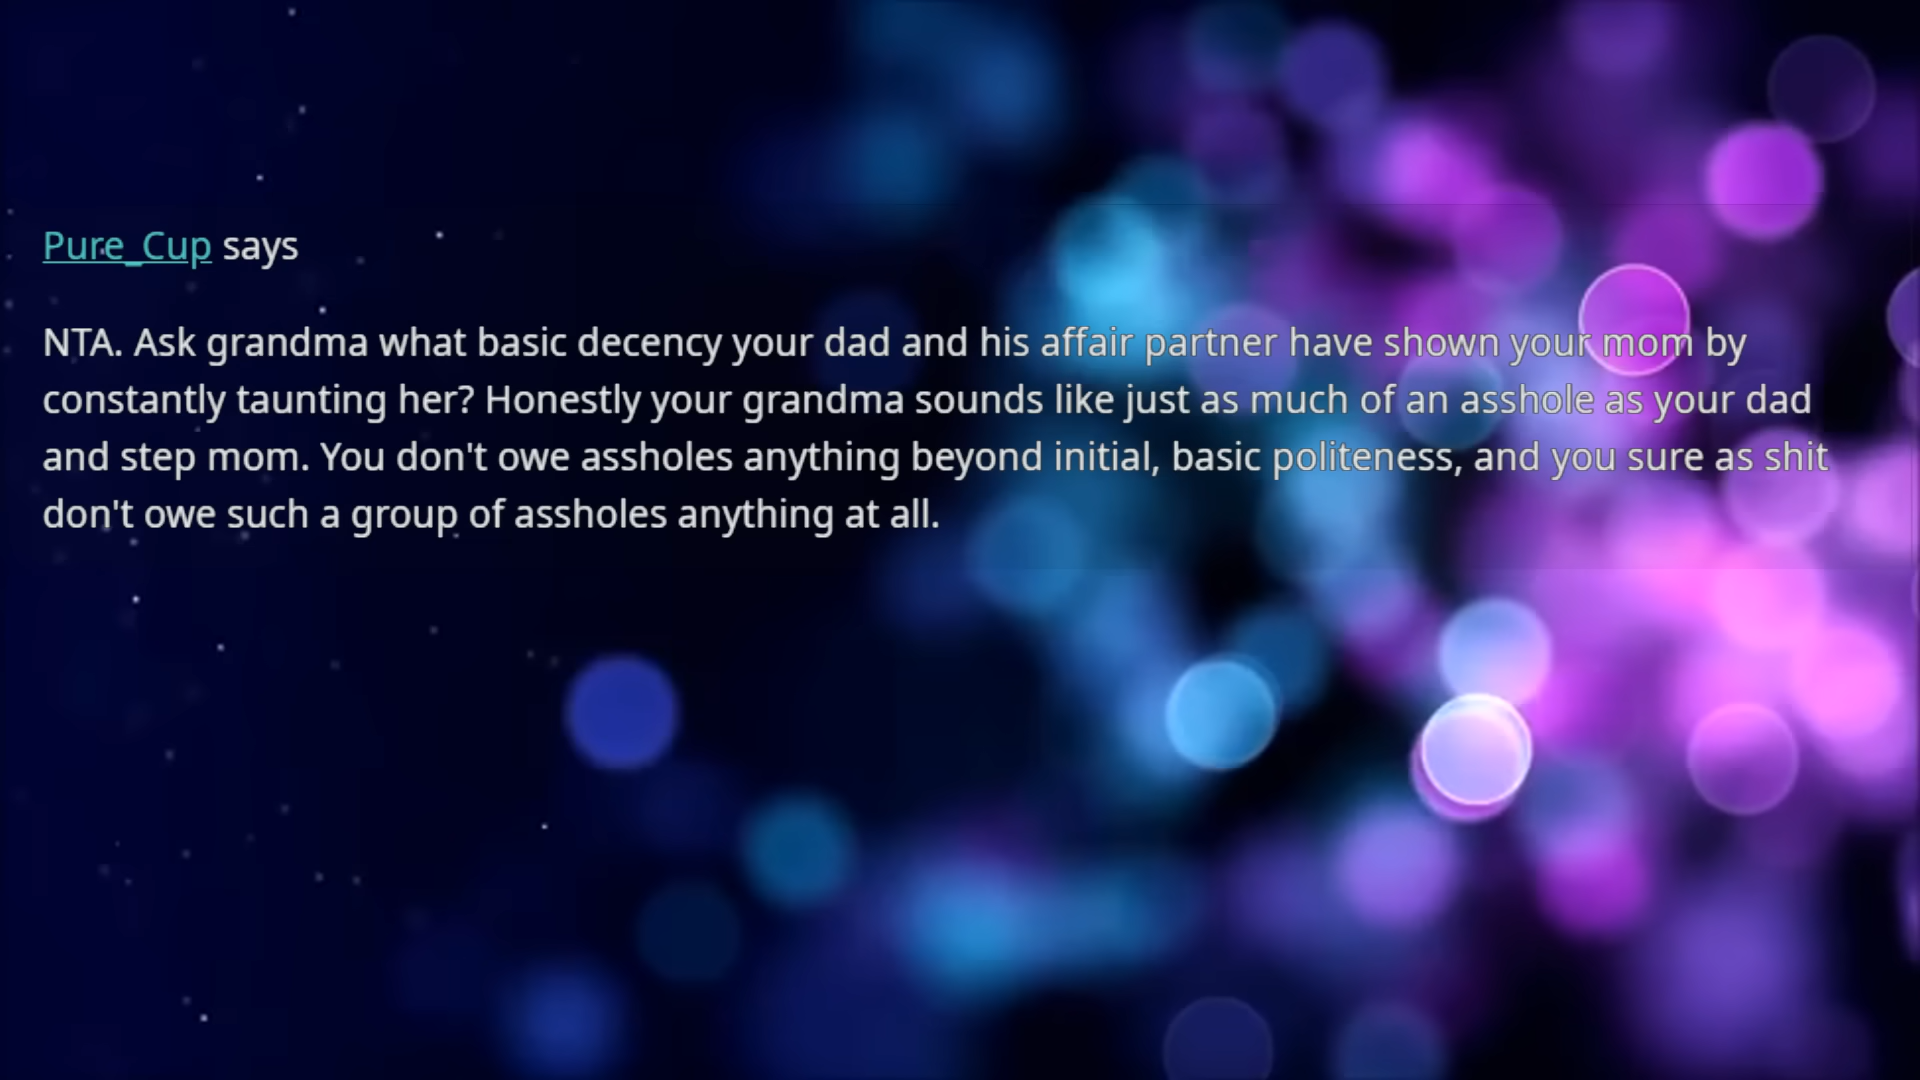 Pure_Cup says
NTA. Ask grandma what basic decency your dad and his affair partner have shown your mom by
constantly taunting her? Honestly your grandma sounds like just as much of an asshole as your dad
and step mom. You don't owe assholes anything beyond initial, basic politeness, and you sure as shit
don't owe such a group of assholes anything at all.